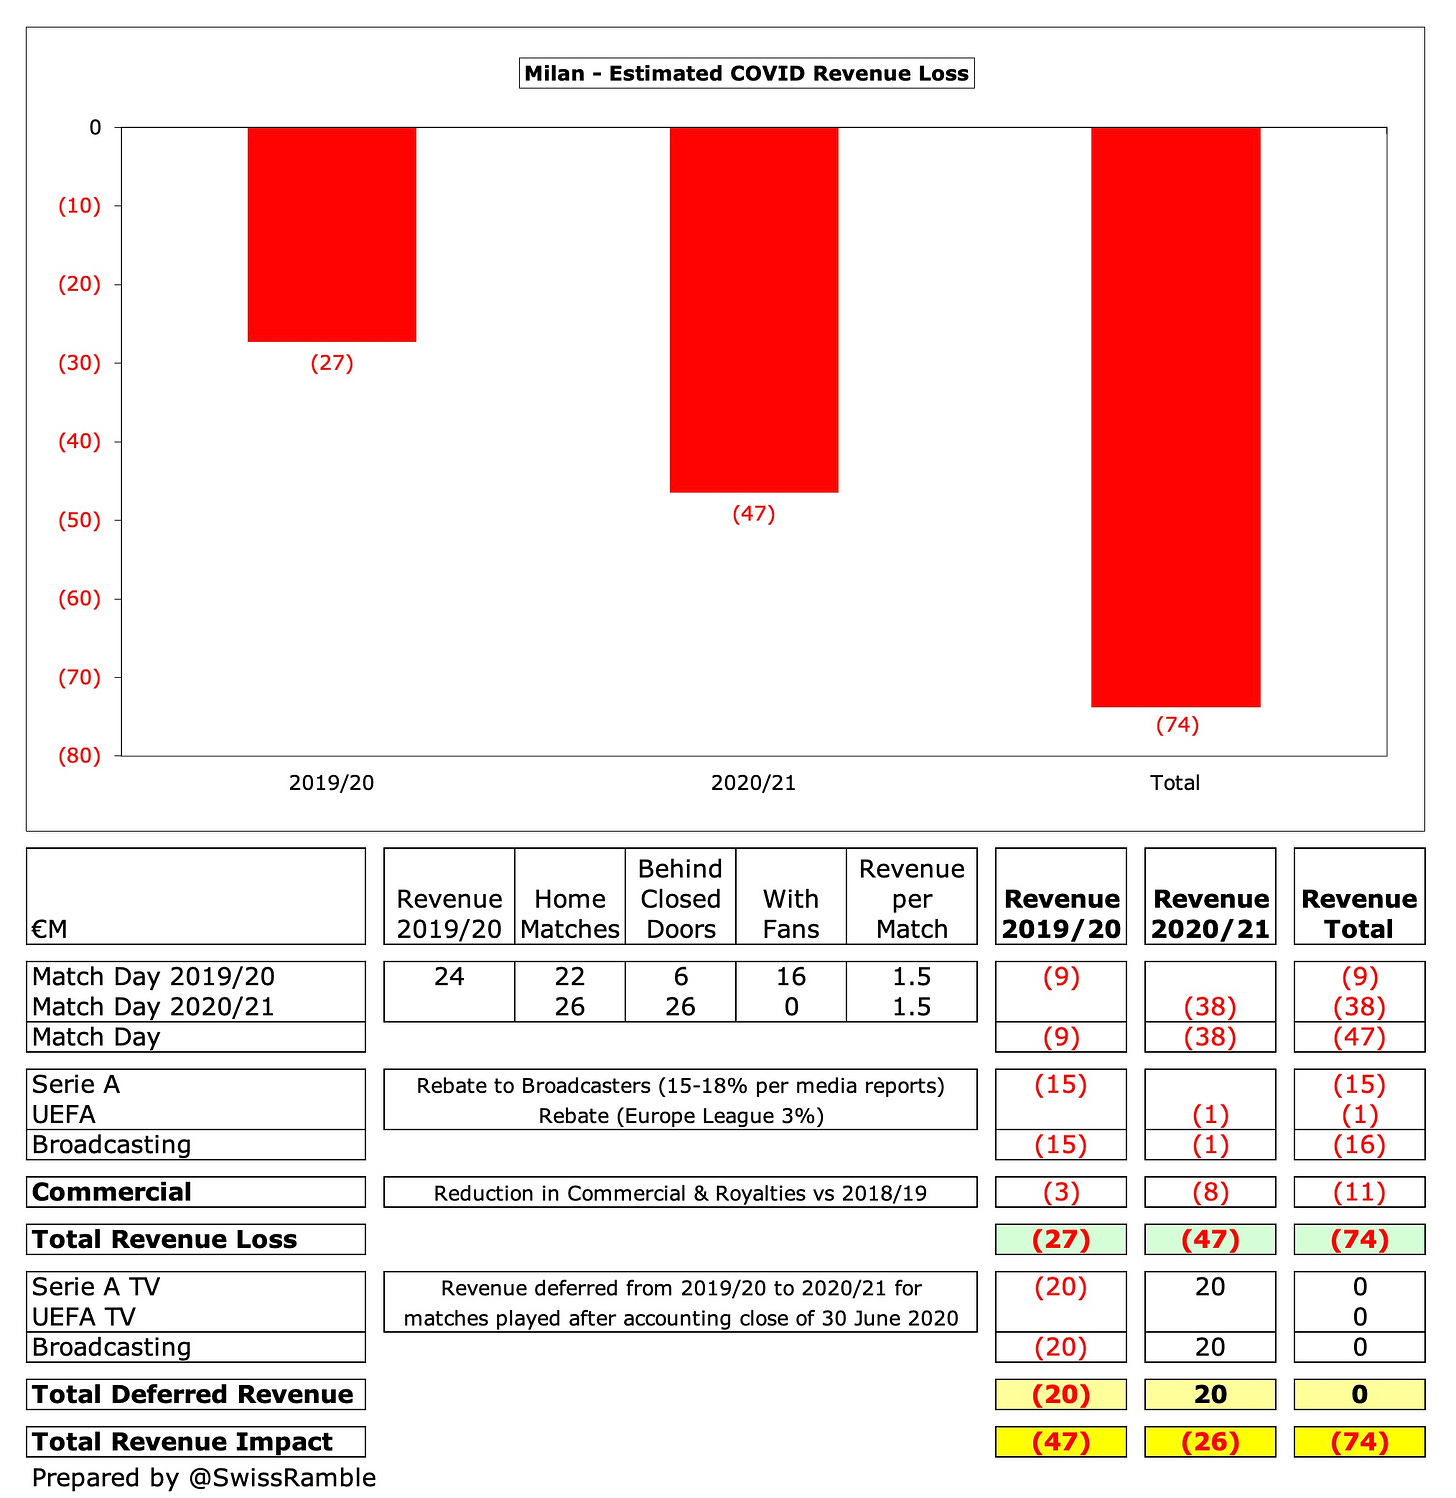 Milan - Estimated COVID Revenue Loss
0
(10)
(20)
(30)
(40)
(50)
(60)
(70)
(80)
(27)
(47)
(74)
2019/20 2020/21 Total
€M Revenue 2019/20 Home Matches Behind Closed Doors With Fans Revenue per Match Revenue 2019/20 Revenue 2020/21 Revenue Total
Match Day 2019/20 24 22 6 16 1.5 (9) (9)
Match Day 2020/21 26 26 0 1.5 (38) (38)
Match Day (9) (38) (47)
Serie A Rebate to Broadcasters (15-18% per media reports) (15) (15)
UEFA Rebate (Europe League 3%) (1) (1)
Broadcasting (15) (1) (16)
Commercial Reduction in Commercial & Royalties vs 2018/19 (3) (8) (11)
Total Revenue Loss (27) (47) (74)
Serie A TV Revenue deferred from 2019/20 to 2020/21 for (20) 20 0
UEFA TV matches played after accounting close of 30 June 2020 0
Broadcasting (20) 20 0
Total Deferred Revenue (20) 20 0
Total Revenue Impact (47) (26) (74)
Prepared by @SwissRamble